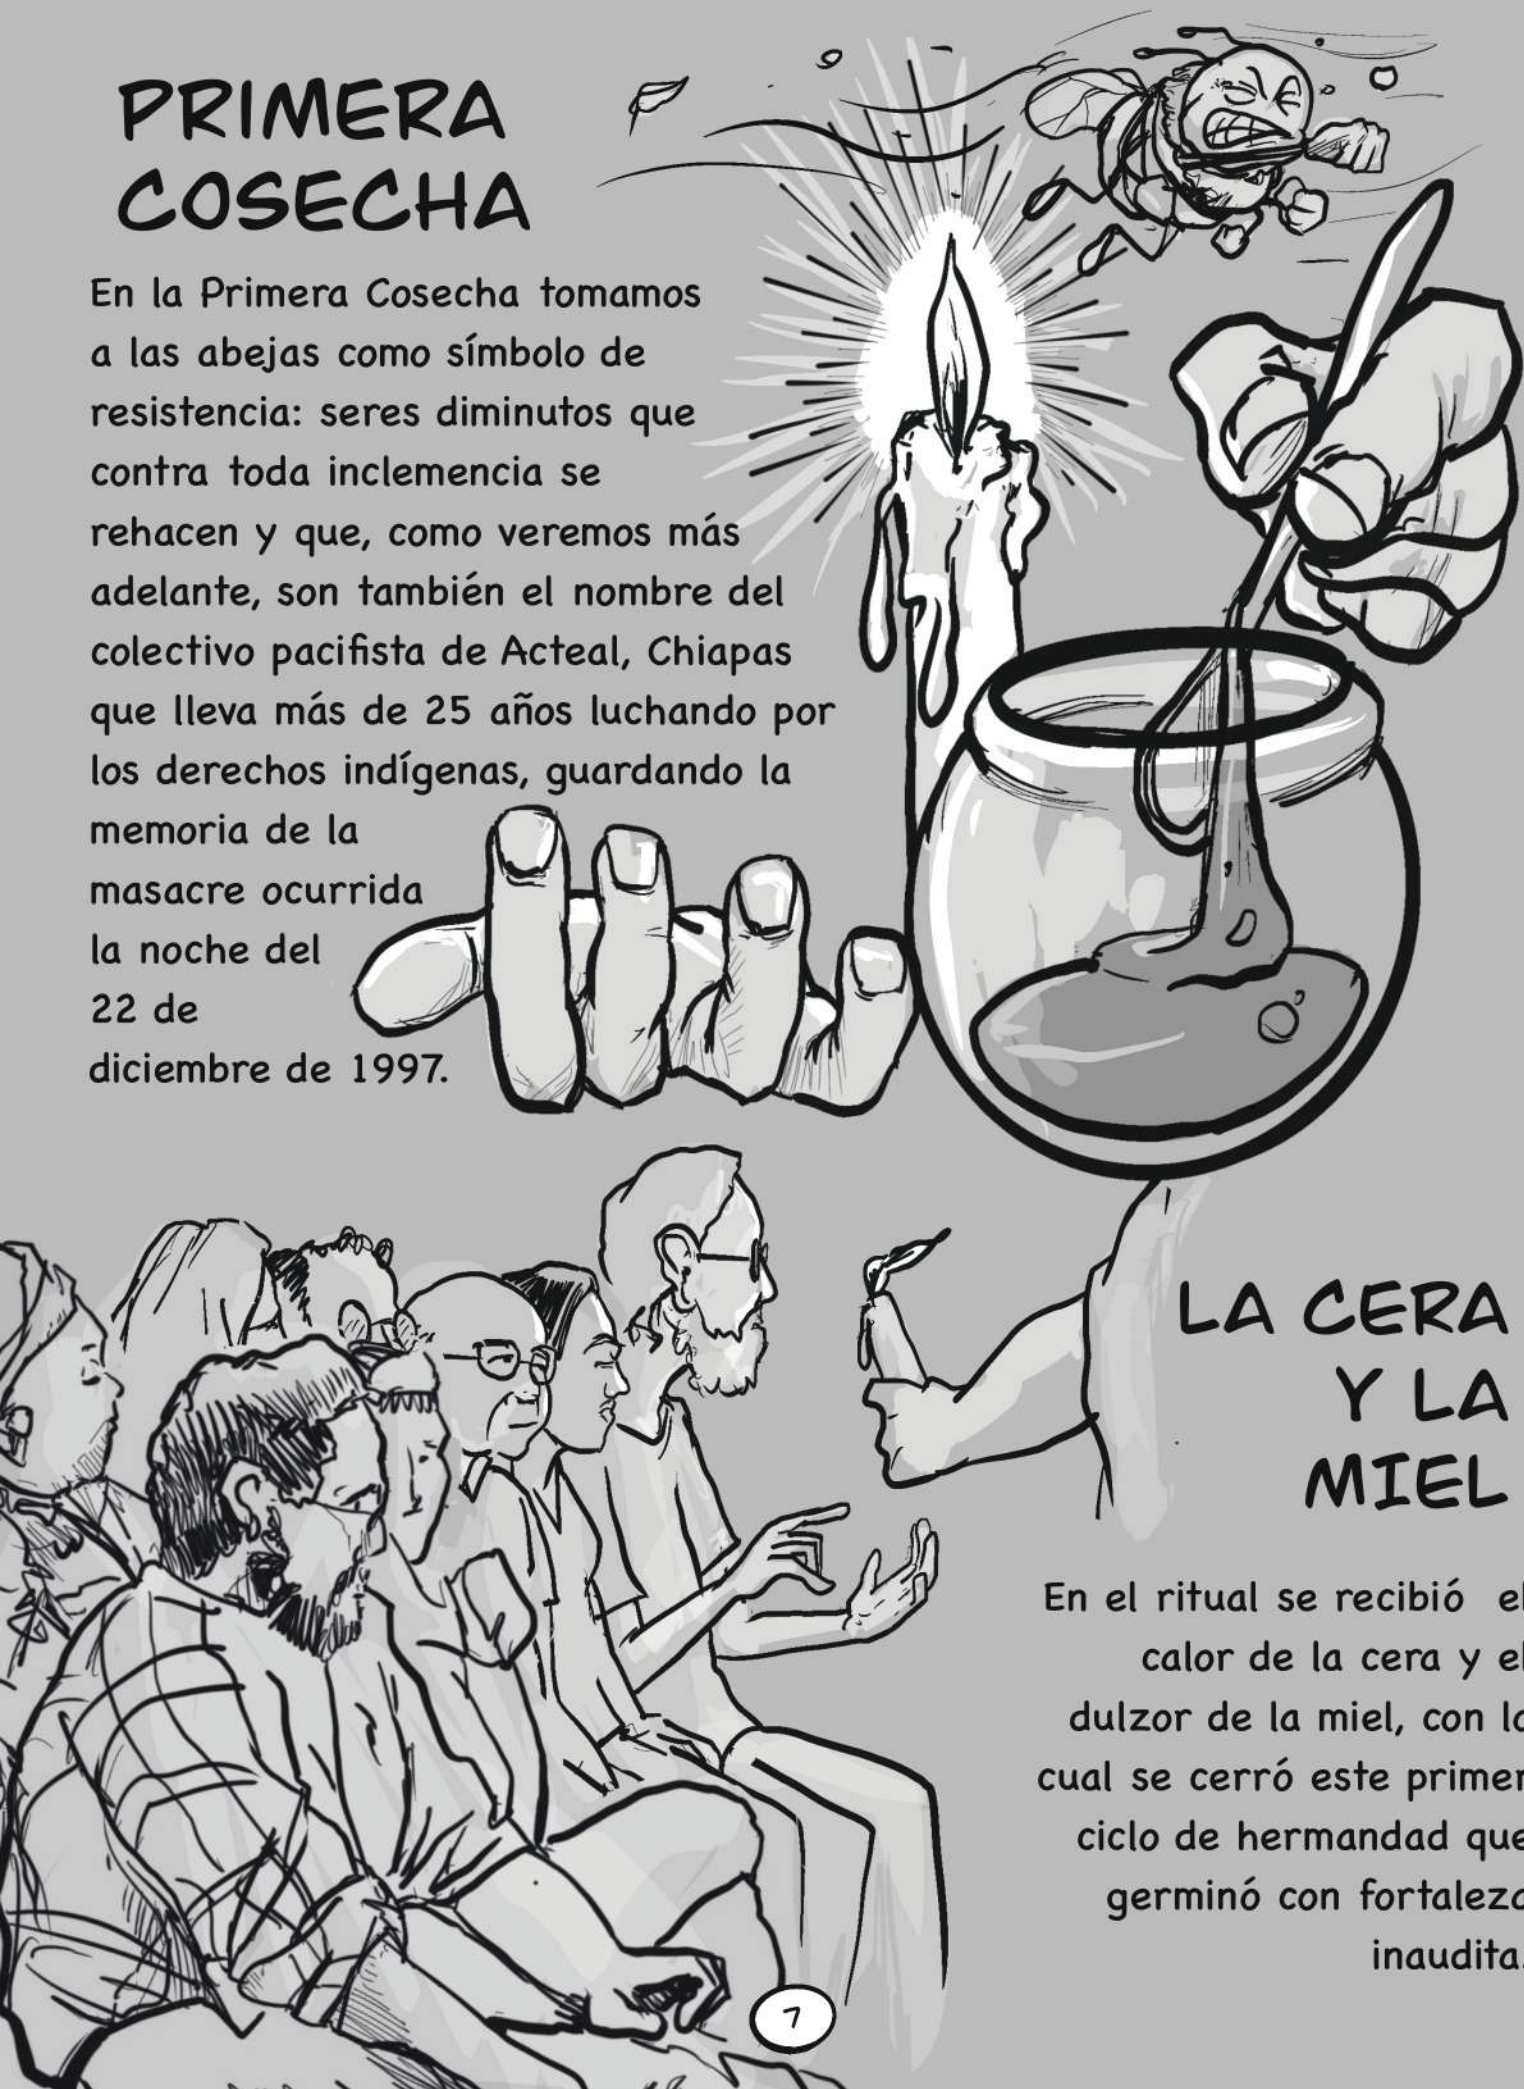 PRIMERA
COSECHA
En la Primera Cosecha tomamos
a las abejas como símbolo de
resistencia: seres diminutos que
contra toda inclemencia se
rehacen y que, como veremos más
adelante, son también el nombre del
colectivo pacifista de Acteal, Chiapas
que lleva más de 25 años luchando por
los derechos indígenas, guardando la
memoria de la
masacre ocurrida
la noche del
22 de
diciembre de 1997.
LA CERA
Y LA
MIEL
En el ritual se recibió el
calor de la cera y el
dulzor de la miel, con la
cual se cerró este primer
ciclo de hermandad que
germinó con fortaleza
inaudita.
7